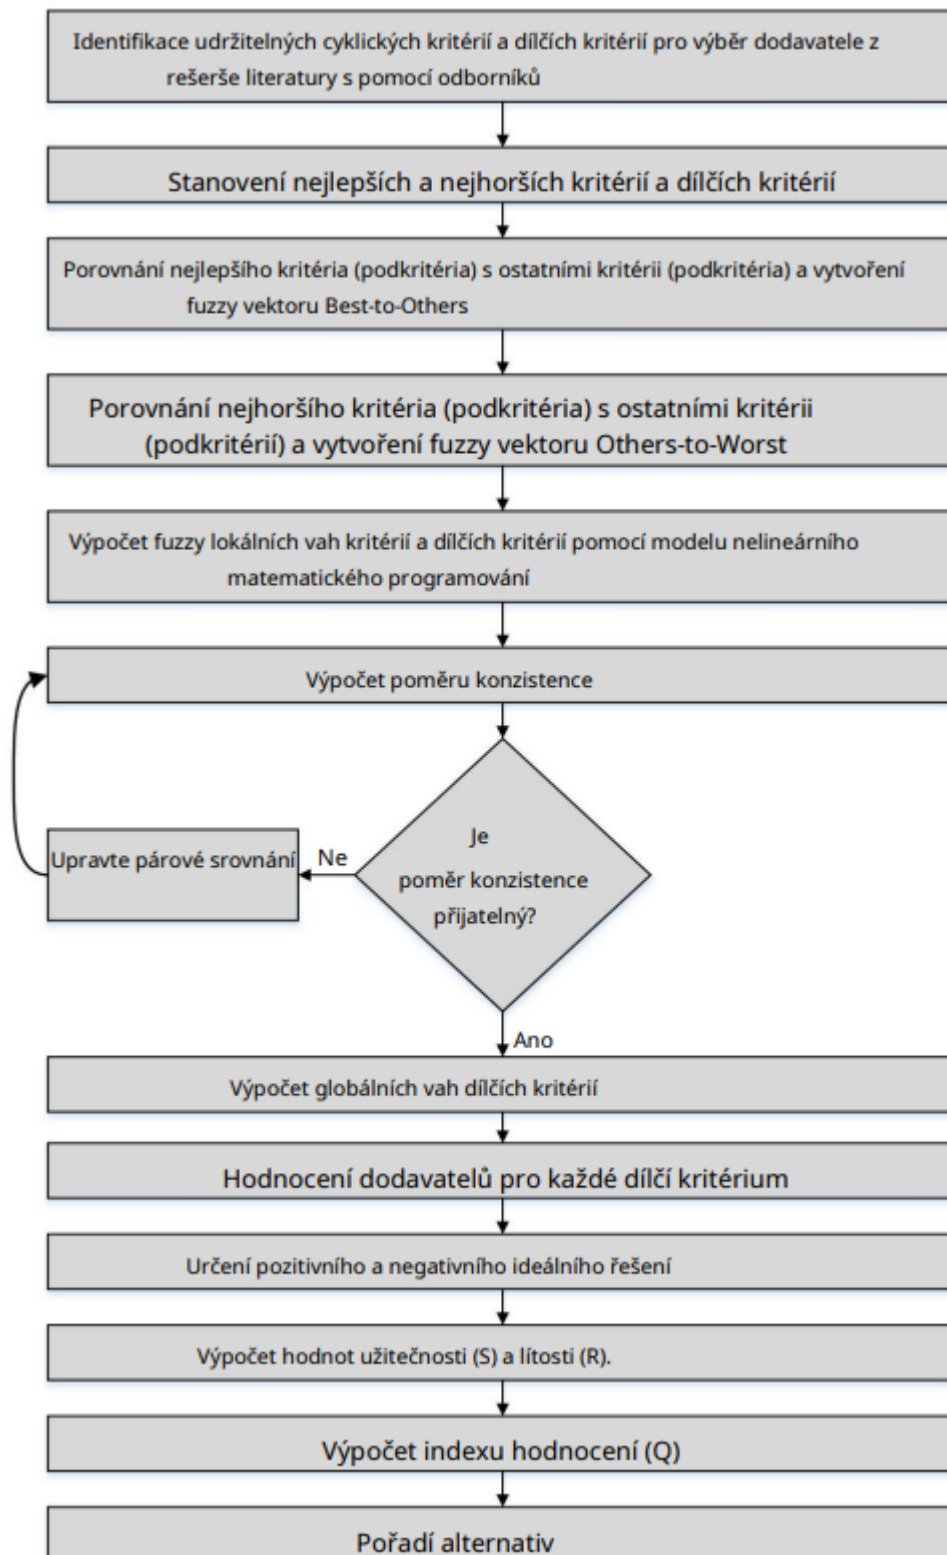 Identifikace udržitelných cyklických kritérií a dílčích kritérií pro výběr dodavatele z
rešerše literatury s pomocí odborníků
Stanovení nejlepších a nejhorších kritérií a dílčích kritérií
Porovnání nejlepšího kritéria (podkritéria) s ostatními kritérii (podkritéria) a vytvoření
fuzzy vektoru Best-to-Others
Porovnání nejhoršího kritéria (podkritéria) s ostatními kritérii
(podkritérií) a vytvoření fuzzy vektoru Others-to-Worst
Výpočet fuzzy lokálních vah kritérií a dílčích kritérií pomocí modelu nelineárního
matematického programování
Výpočet poměru konzistence
Je
poměr konzistence
přijatelný?
Ne
Upravte párové srovnání
Ano
Výpočet globálních vah dílčích kritérií
Hodnocení dodavatelů pro každé dílčí kritérium
Určení pozitivního a negativního ideálního řešení
Výpočet hodnot užitečnosti (S) a lítosti (R).
Výpočet indexu hodnocení (Q)
Pořadí alternativ